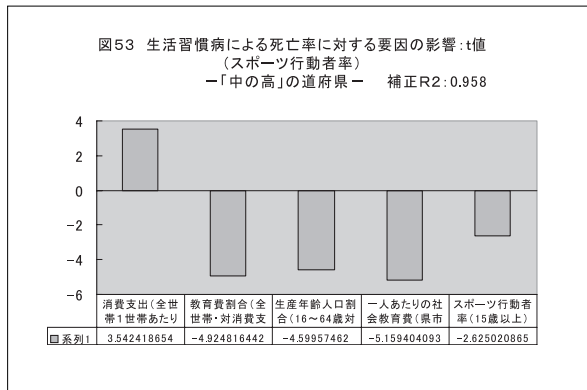 図53 生活習慣病による死亡率に対する要因の影響:t値
(スポーツ行動者率)
－「中の高」の道府県－ 補正R2:0.958
4
2
0
−2
−4
−6
消費支出(全世帯1世帯あたり
教育費割合(全世帯・対消費支
生産年齢人口割合(16～64歳対
一人あたりの社会教育費(県市
スポーツ行動者率(15歳以上)
系列1 3.542418654 −4.924816442 −4.59957462 −5.159404093 −2.625020865